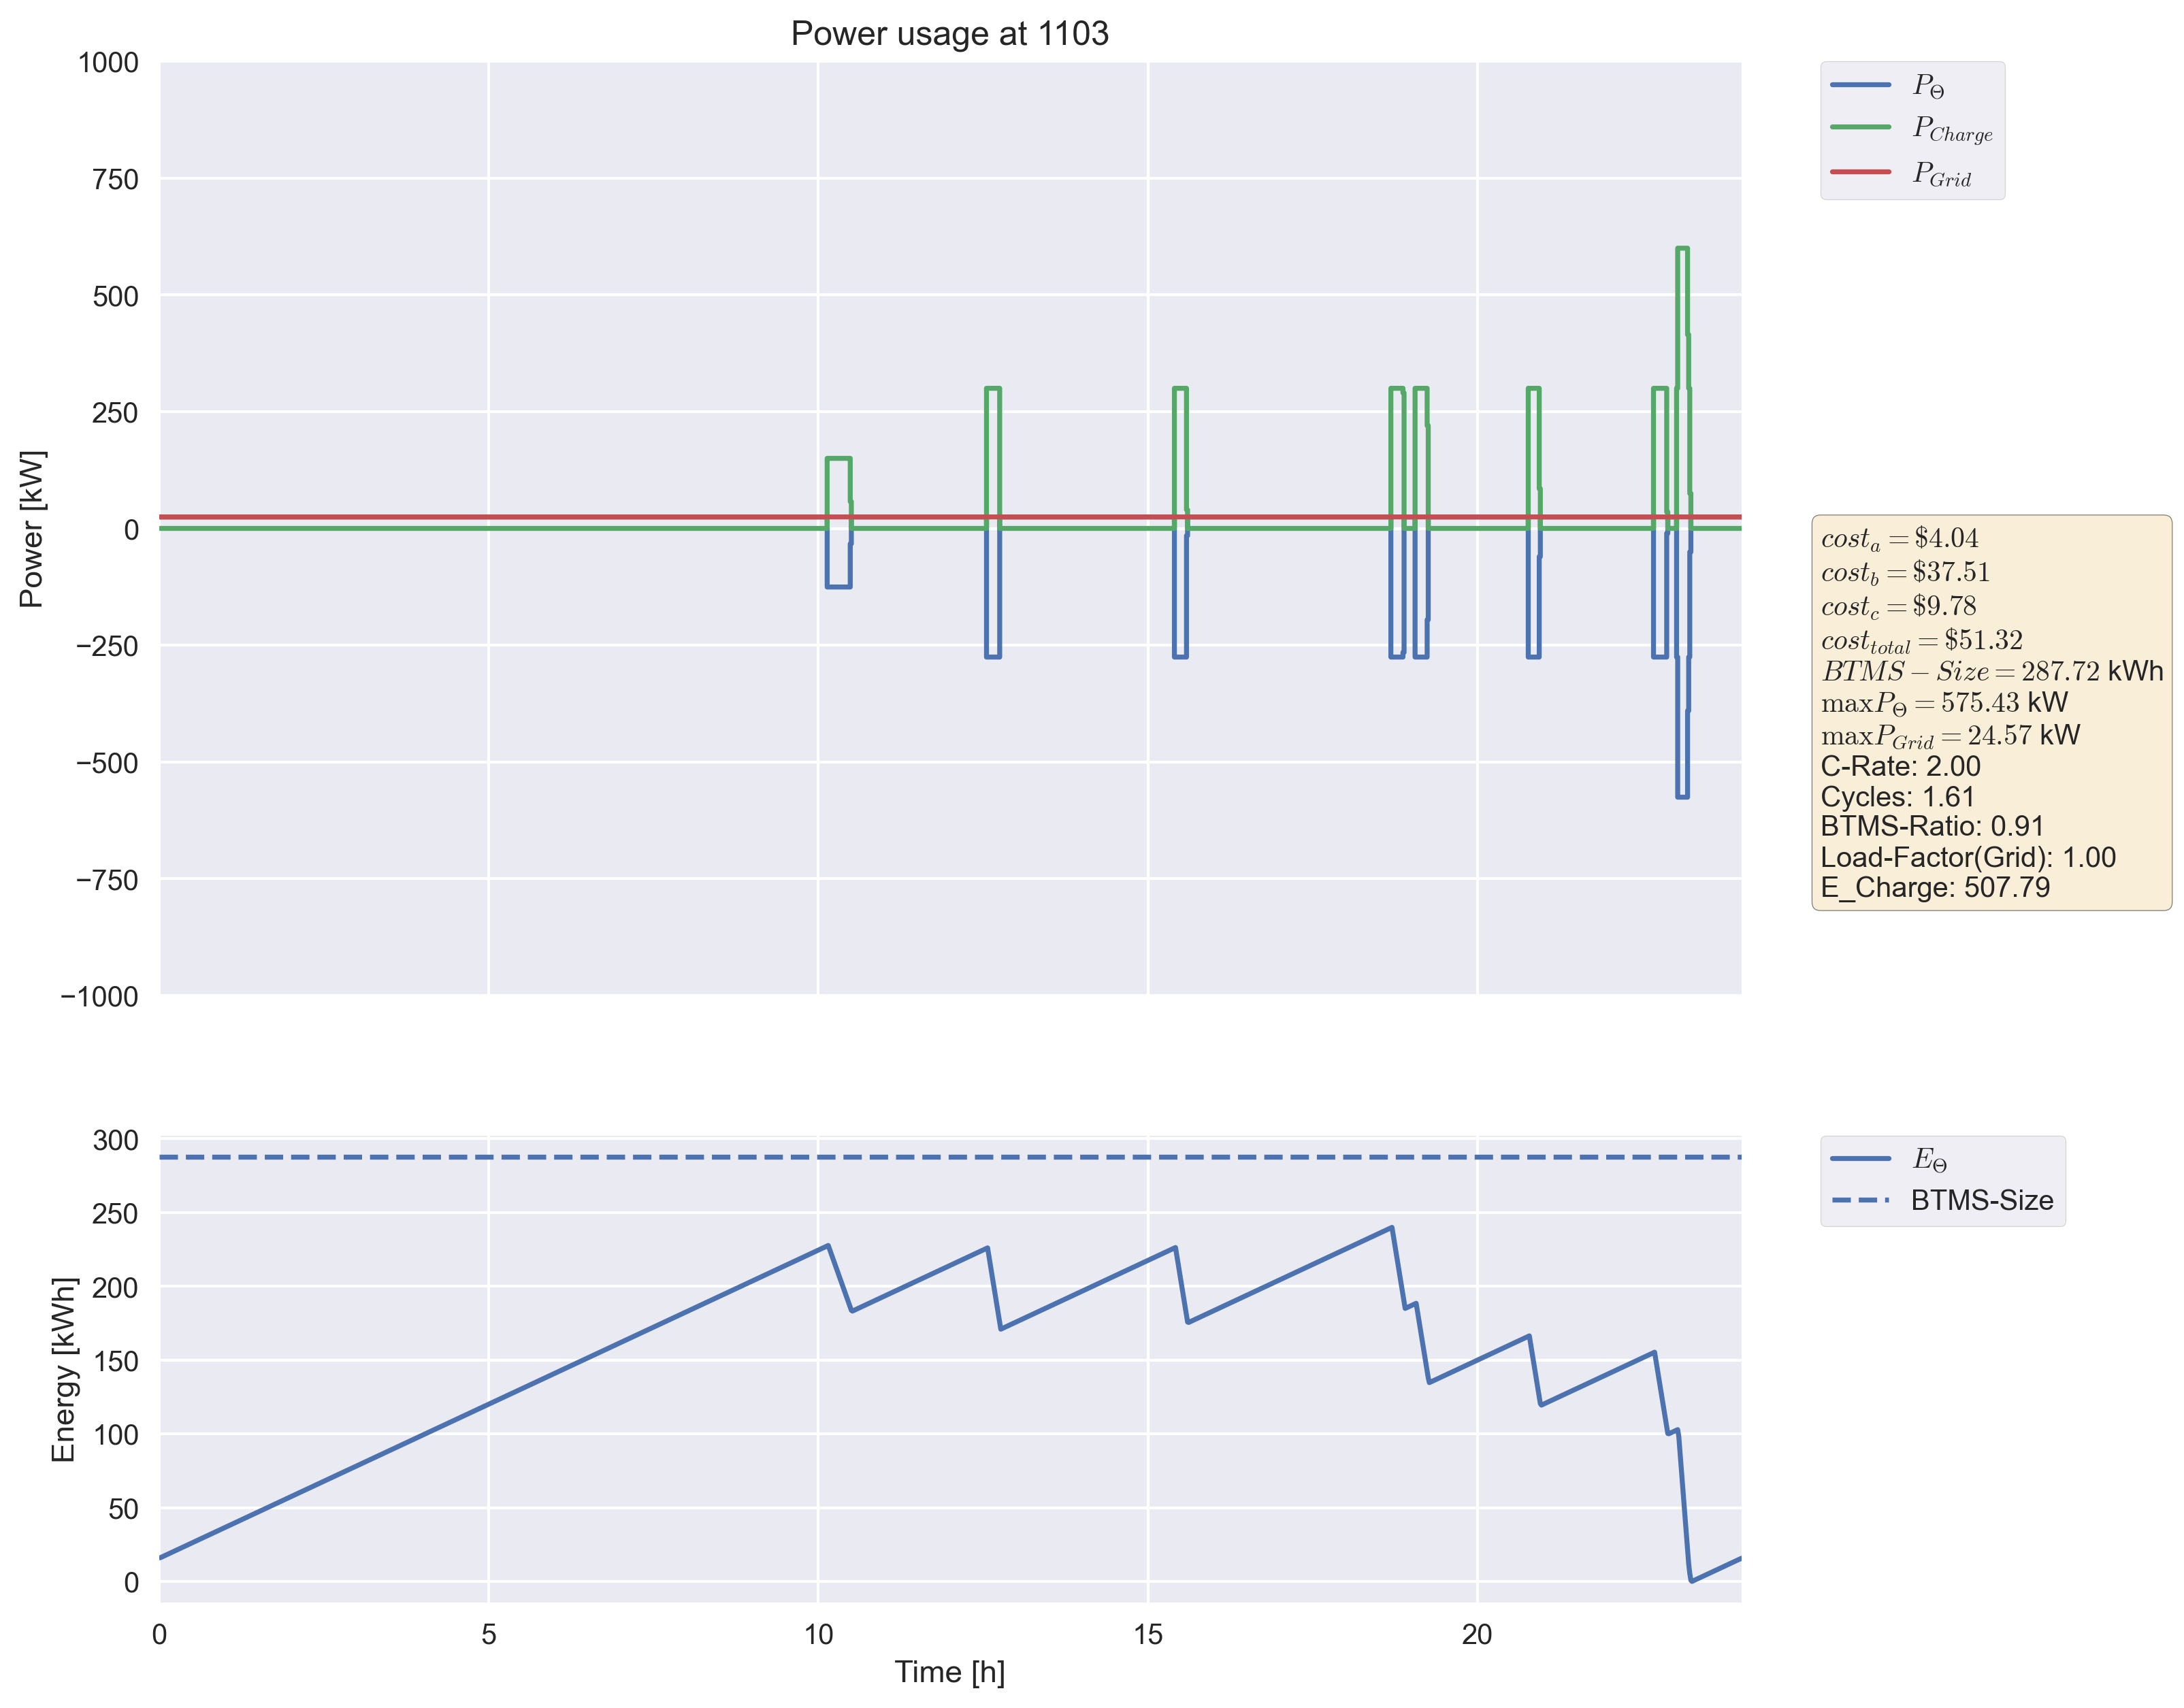 Power usage at 1103
1000
750
500
250
0
−250
−500
−750
−1000
Power [kW]
P_Θ
P_Charge
P_Grid
cost_a = $4.04
cost_b = $37.51
cost_c = $9.78
cost_total = $51.32
BTMS − Size = 287.72 kWh
maxP_Θ = 575.43 kW
maxP_Grid = 24.57 kW
C-Rate: 2.00
Cycles: 1.61
BTMS-Ratio: 0.91
Load-Factor(Grid): 1.00
E_Charge: 507.79
300
250
200
150
100
50
0
Energy [kWh]
E_Θ
BTMS-Size
0 5 10 15 20
Time [h]